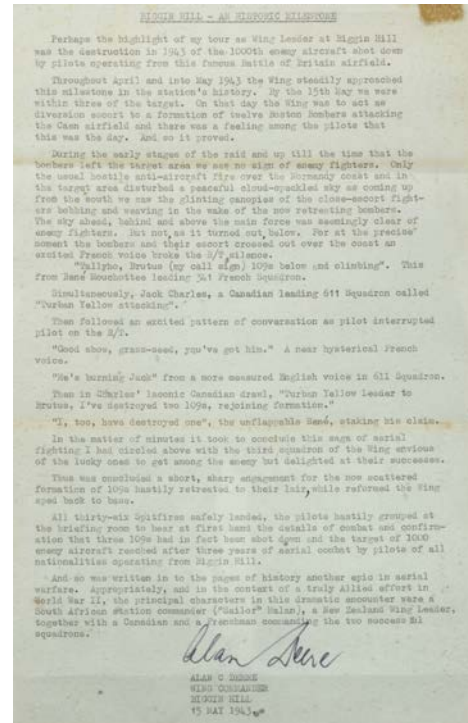 BIGGIN HILL - AN HISTORIC MILESTONE
Perhaps the highlight of my tour as Wing Leader at Biggin Hill
was the destruction in 1943 of the 1000th enemy aircraft shot down
by pilots operating from this famous Battle of Britain airfield.
Throughout April and into May 1943 the Wing steadily approached
this milestone in the station's history. By the 15th May we were
within three of the target. On that day the Wing was to act as
diversion escort to a formation of twelve Boston bombers attacking
the Caen airfield and there was a feeling among the pilots that
this was the day. And so it proved.
During the early stages of the raid and up till the time that the
bombers left the target area we saw no sign of enemy fighters. Only
the usual hostile anti-aircraft fire over the Normandy coast and in
the target area disturbed a peaceful cloud-speckled sky as coming up
from the south we saw the glinting canopies of the close-escort fight-
ers bobbing and weaving in the wake of the now retreating bombers.
The sky ahead, behind and above the main force was seemingly clear of
enemy fighters. But not, as it turned out, below. For at the precise
moment the bombers and their escort crossed out over the coast an
excited French voice broke the R/T silence.
"Tallyho, Brutus (my call sign) 109s below and climbing". This
from René Mouchottes leading 341 French Squadron.
Simultaneously, Jack Charles, a Canadian leading 611 Squadron called
"Turban Yellow attacking".
Then followed an excited pattern of conversation as pilot interrupted
pilot on the R/T.
"Good show, grass-seed, you've got him." A near hysterical French
voice.
"He's burning Jack" from a more measured English voice in 611 Squadron.
Then in Charles' laconic Canadian drawl, "Turban Yellow leader to
Brutus, I've destroyed two 109s, rejoining formation."
"I, too, have destroyed one", the unflappable René, staking his claim.
In the matter of minutes it took to conclude this saga of aerial
fighting I had circled above with the third squadron of the Wing envious
of the lucky ones to get among the enemy but delighted at their successes.
Thus was concluded a short, sharp engagement for the now scattered
formation of 109s hastily retreated to their lair, while reformed the Wing
sped back to base.
All thirty-six Spitfires safely landed, the pilots hastily grouped at
the briefing room to hear at first hand the details of combat and confirm-
ation that three 109s had in fact been shot down and the target of 1000
enemy aircraft reached after three years of aerial combat by pilots of all
nationalities operating from Biggin Hill.
And so was written in to the pages of history another epic in aerial
warfare. Appropriately, and in the context of a truly Allied effort in
World War II, the principal characters in this dramatic encounter were a
South African station commander ("Sailor" Malan), a New Zealand Wing Leader,
together with a Canadian and a Frenchman commanding the two successful
squadrons.
Alan Deere
ALAN C DEERE
WING COMMANDER
BIGGIN HILL
15 MAY 1943